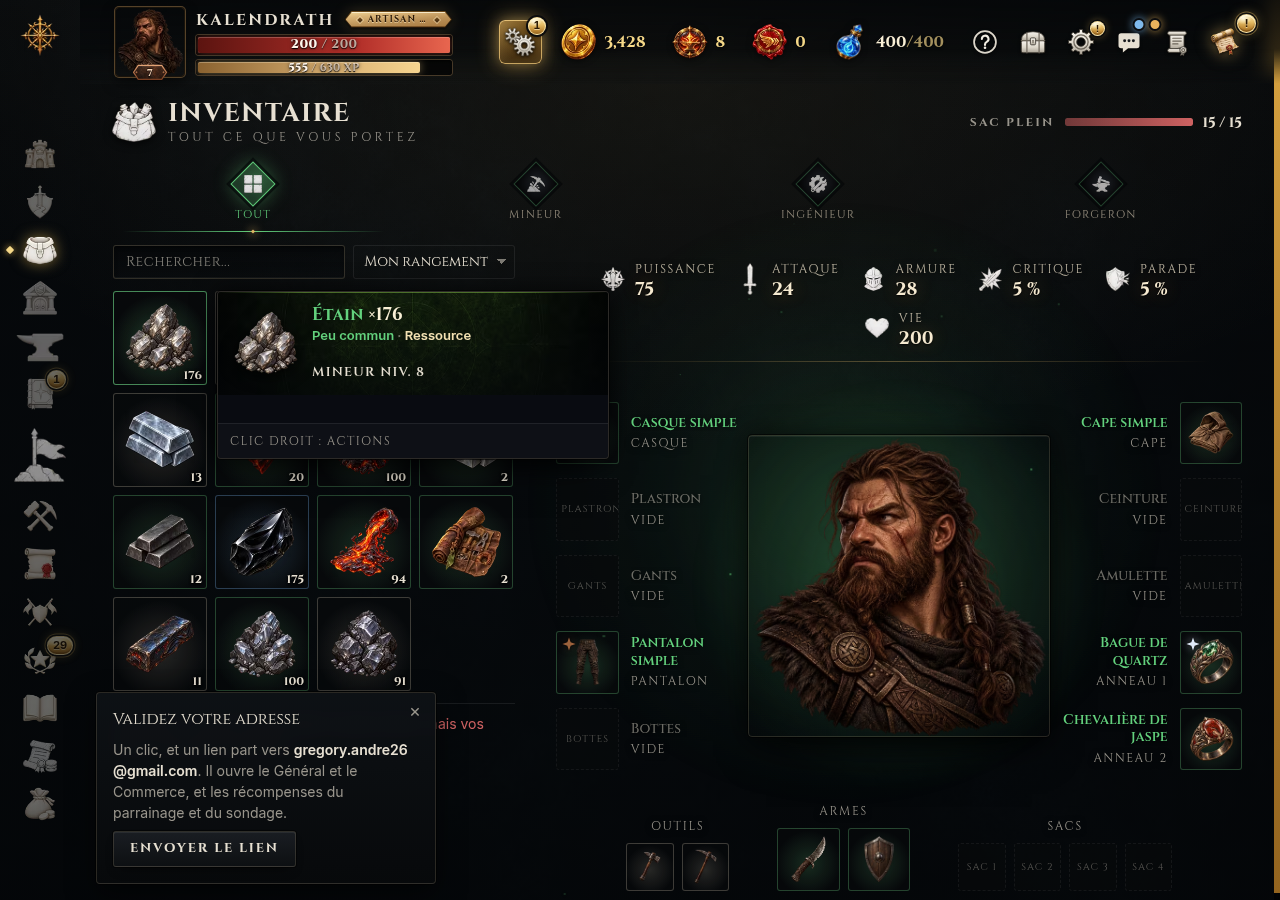 KALENDRATH
ARTISAN ...
200 / 200
555 / 630 XP
7
1
3,428
8
0
400/400
!
!
INVENTAIRE
TOUT CE QUE VOUS PORTEZ
SAC PLEIN
15 / 15
TOUT
MINEUR
INGÉNIEUR
FORGERON
RECHERCHER...
MON RANGEMENT
PUISSANCE
75
ATTAQUE
24
ARMURE
28
CRITIQUE
5 %
PARADE
5 %
VIE
200
176
ÉTAIN ×176
Peu commun · Ressource
MINEUR NIV. 8
CLIC DROIT : ACTIONS
1
13
20
100
2
12
175
94
2
11
100
91
29
CASQUE SIMPLE
CASQUE
PLASTRON
PLASTRON
VIDE
GANTS
GANTS
VIDE
PANTALON
SIMPLE
PANTALON
BOTTES
BOTTES
VIDE
CAPE SIMPLE
CAPE
CEINTURE
VIDE
CEINTURE
AMULETTE
VIDE
AMULETTE
BAGUE DE
QUARTZ
ANNEAU 1
CHEVALIÈRE DE
JASPE
ANNEAU 2
ais vos
VALIDEZ VOTRE ADRESSE
×
Un clic, et un lien part vers gregory.andre26
@gmail.com. Il ouvre le Général et le
Commerce, et les récompenses du
parrainage et du sondage.
ENVOYER LE LIEN
OUTILS
ARMES
SACS
SAC 1
SAC 2
SAC 3
SAC 4